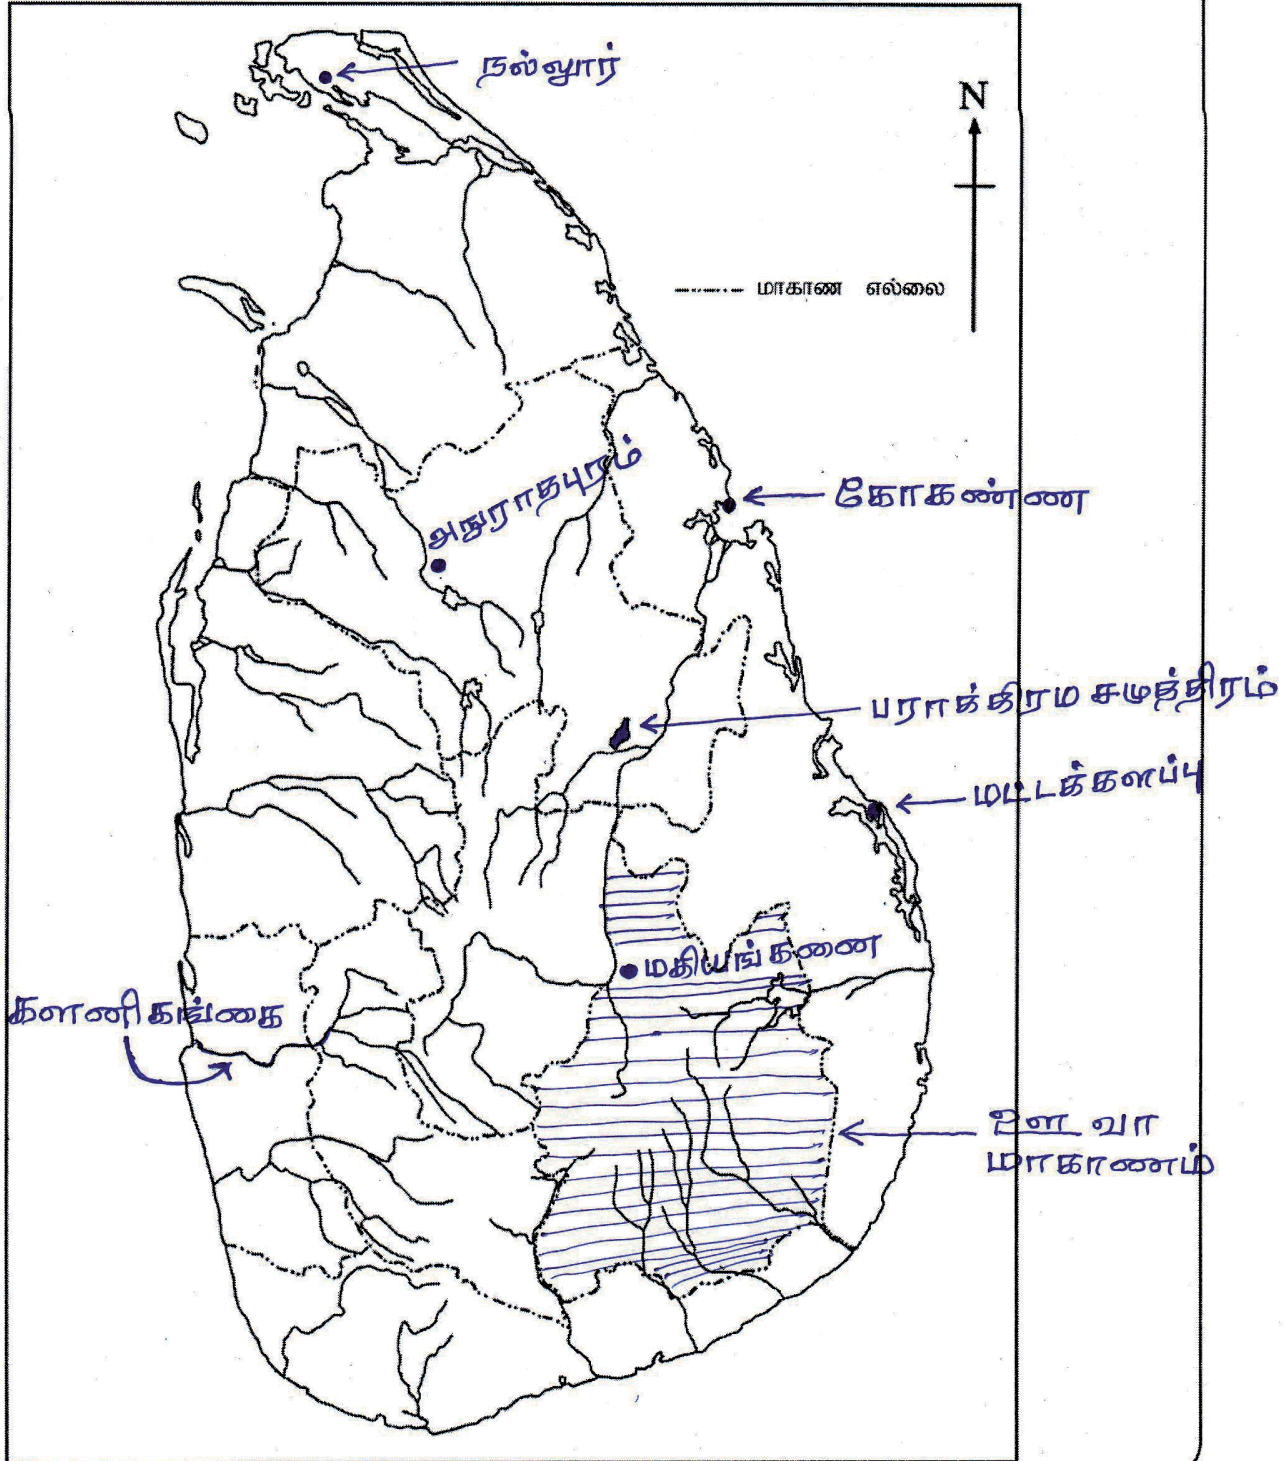 நல்லூர்
N
மாகாண எல்லை
அநுராதபுரம்
கோகண்ண
பராக்கிரம சமுத்திரம்
மட்டக்களப்பு
மகியங்கனை
களனிகங்கை
ஊவா
மாகாணம்